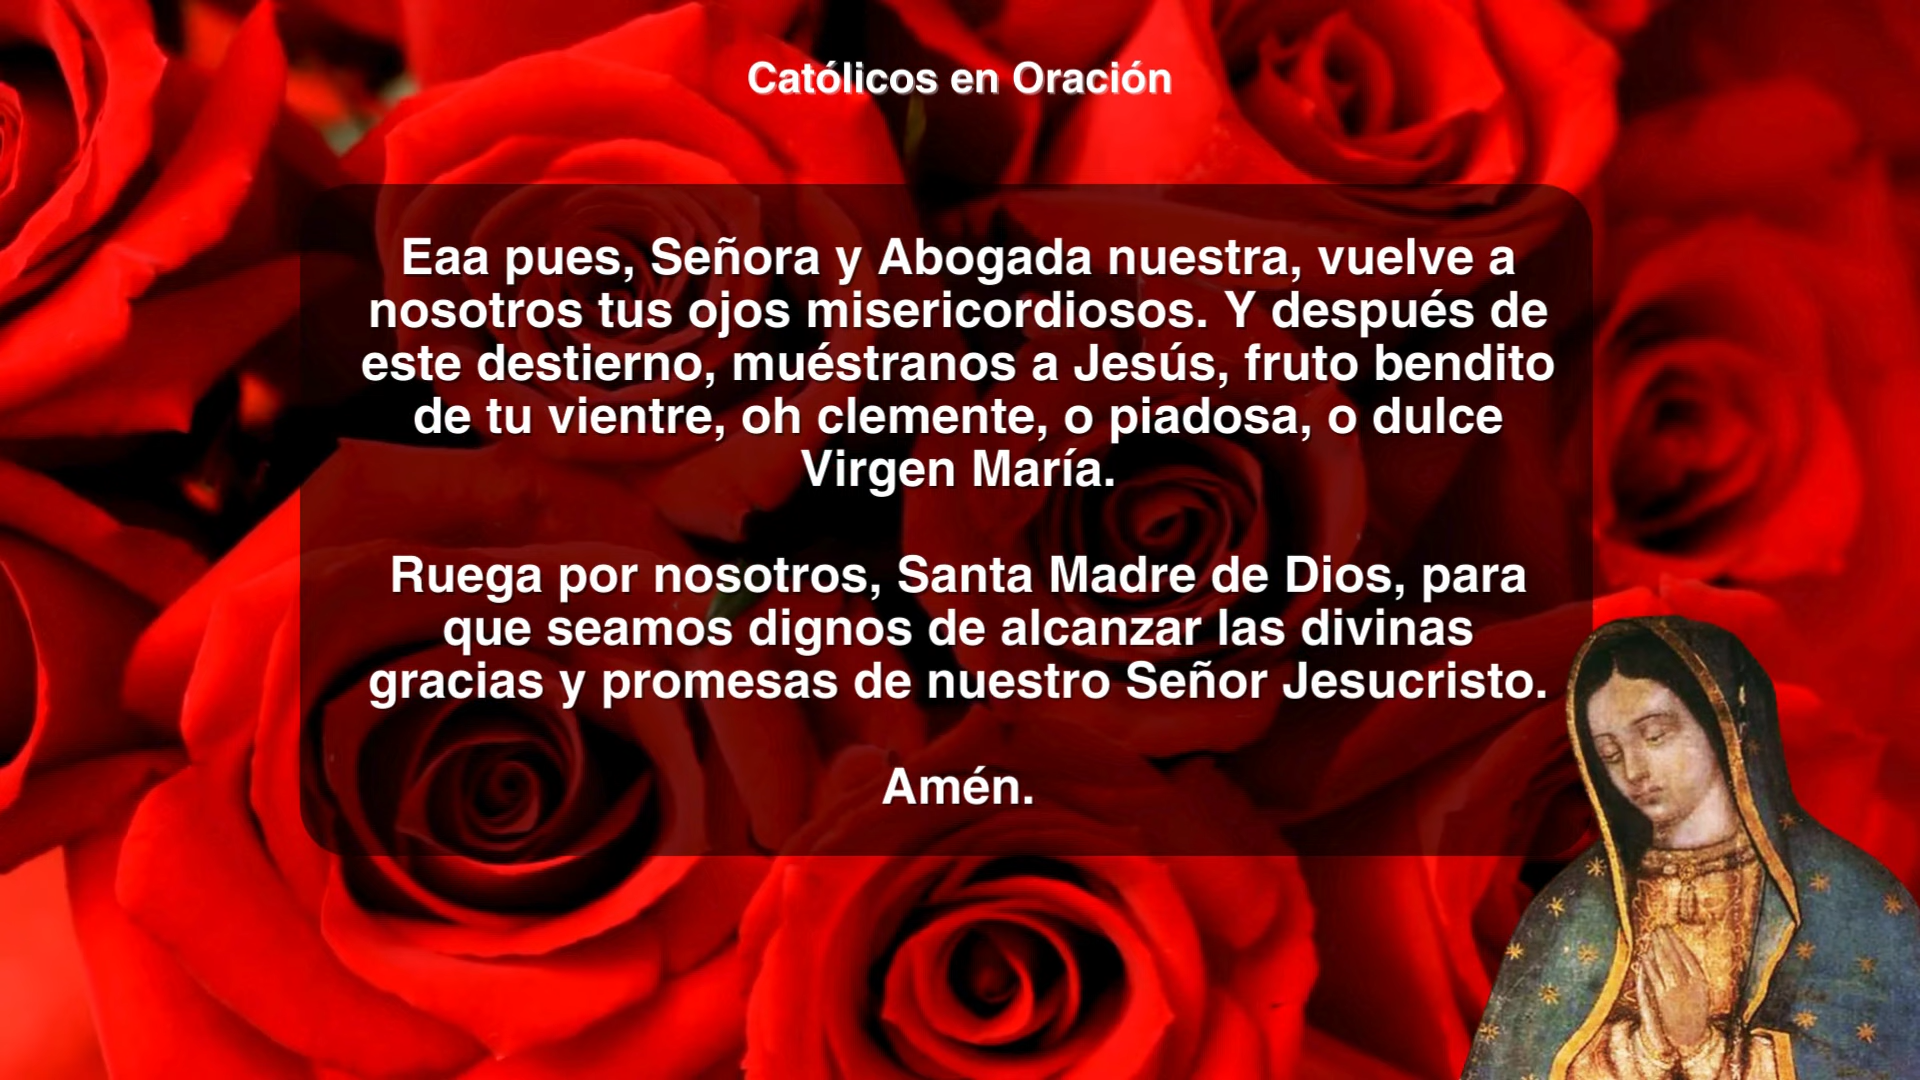 Católicos en Oración
Eaa pues, Señora y Abogada nuestra, vuelve a
nosotros tus ojos misericordiosos. Y después de
este destierno, muéstranos a Jesús, fruto bendito
de tu vientre, oh clemente, o piadosa, o dulce
Virgen María.
Ruega por nosotros, Santa Madre de Dios, para
que seamos dignos de alcanzar las divinas
gracias y promesas de nuestro Señor Jesucristo.
Amén.